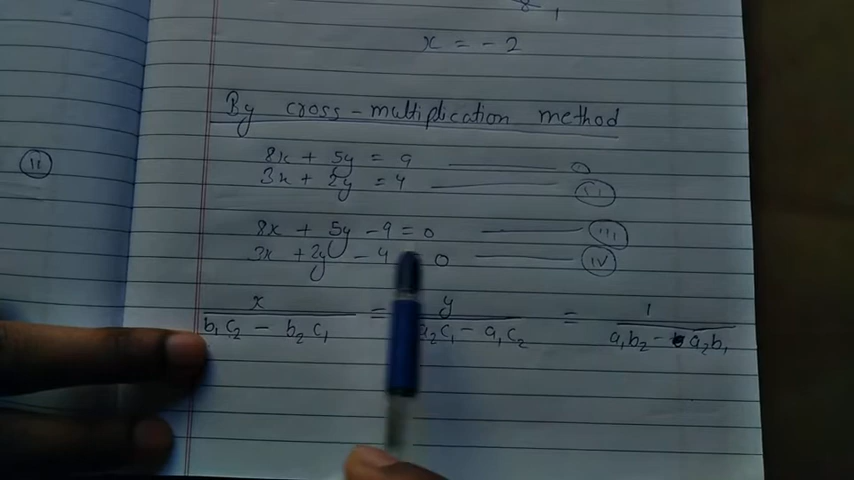 x = - 2
By cross - multiplication method
8x + 5y = 9 ——— ①
3x + 2y = 4 ——— (ii)
(II)
8x + 5y - 9 = 0 ——— (III)
3x + 2y - 4 0 ——— (IV)
x = y = 1
b₁c₂ - b₂c₁ a₂c₁ - a₁c₂ a₁b₂ - a₂b₁